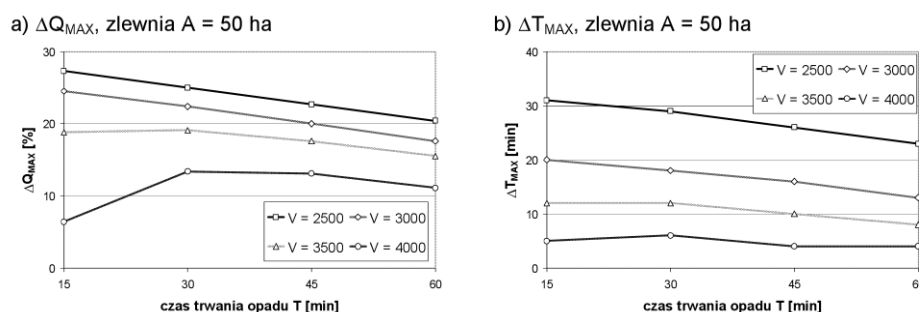 a) ΔQMAX, zlewnia A = 50 ha
30
20
10
0
ΔQMAX [%]
V = 2500 V = 3000
V = 3500 V = 4000
15 30 45 60
czas trwania opadu T [min]
b) ΔTMAX, zlewnia A = 50 ha
40
30
20
10
0
ΔTMAX [min]
V = 2500 V = 3000
V = 3500 V = 4000
15 30 45
czas trwania opadu T [min]